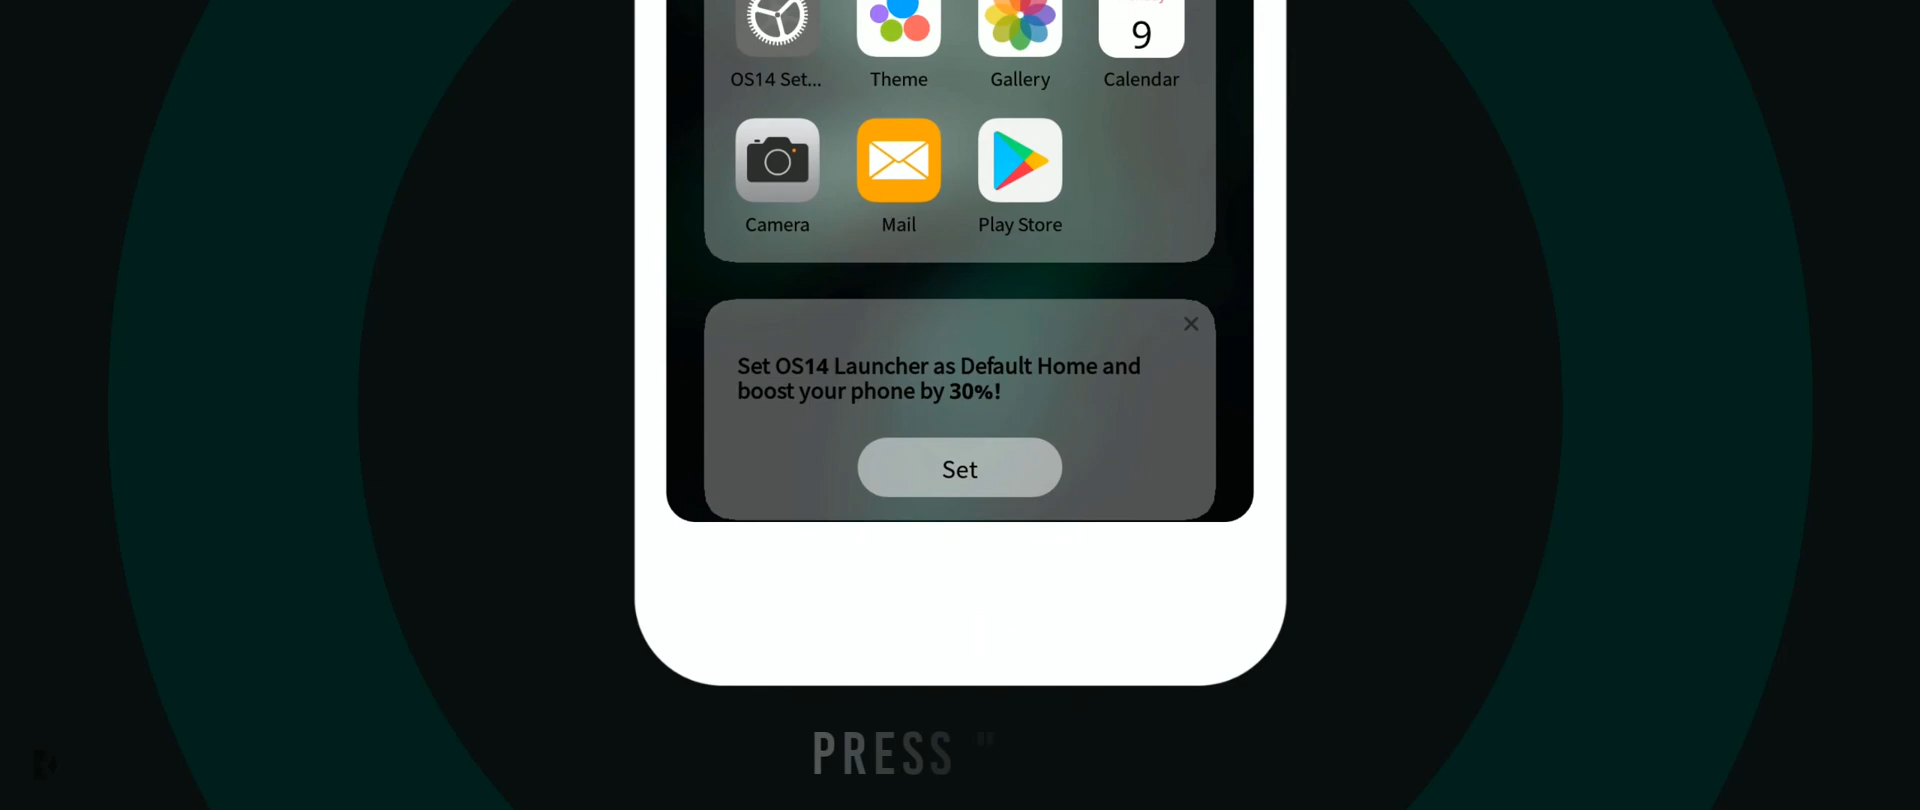 9
OS14 Set... Theme Gallery Calendar
Camera Mail Play Store
Set OS14 Launcher as Default Home and
boost your phone by 30%!
Set
PRESS "